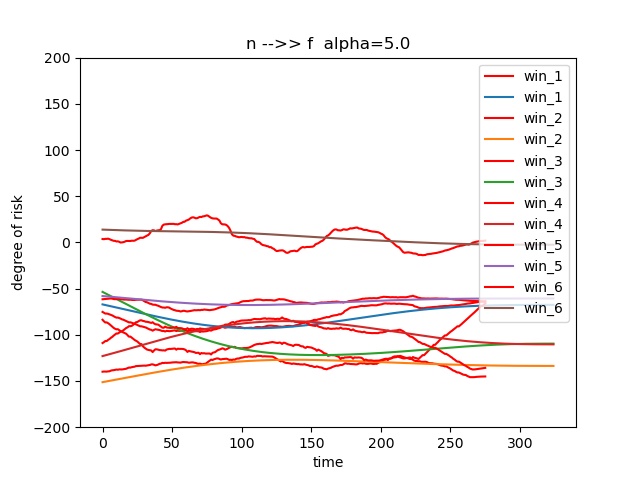 n -->> f  alpha=5.0
200
150
100
50
0
−50
−100
−150
−200
degree of risk
0
50
100
150
200
250
300
time
win_1
win_1
win_2
win_2
win_3
win_3
win_4
win_4
win_5
win_5
win_6
win_6